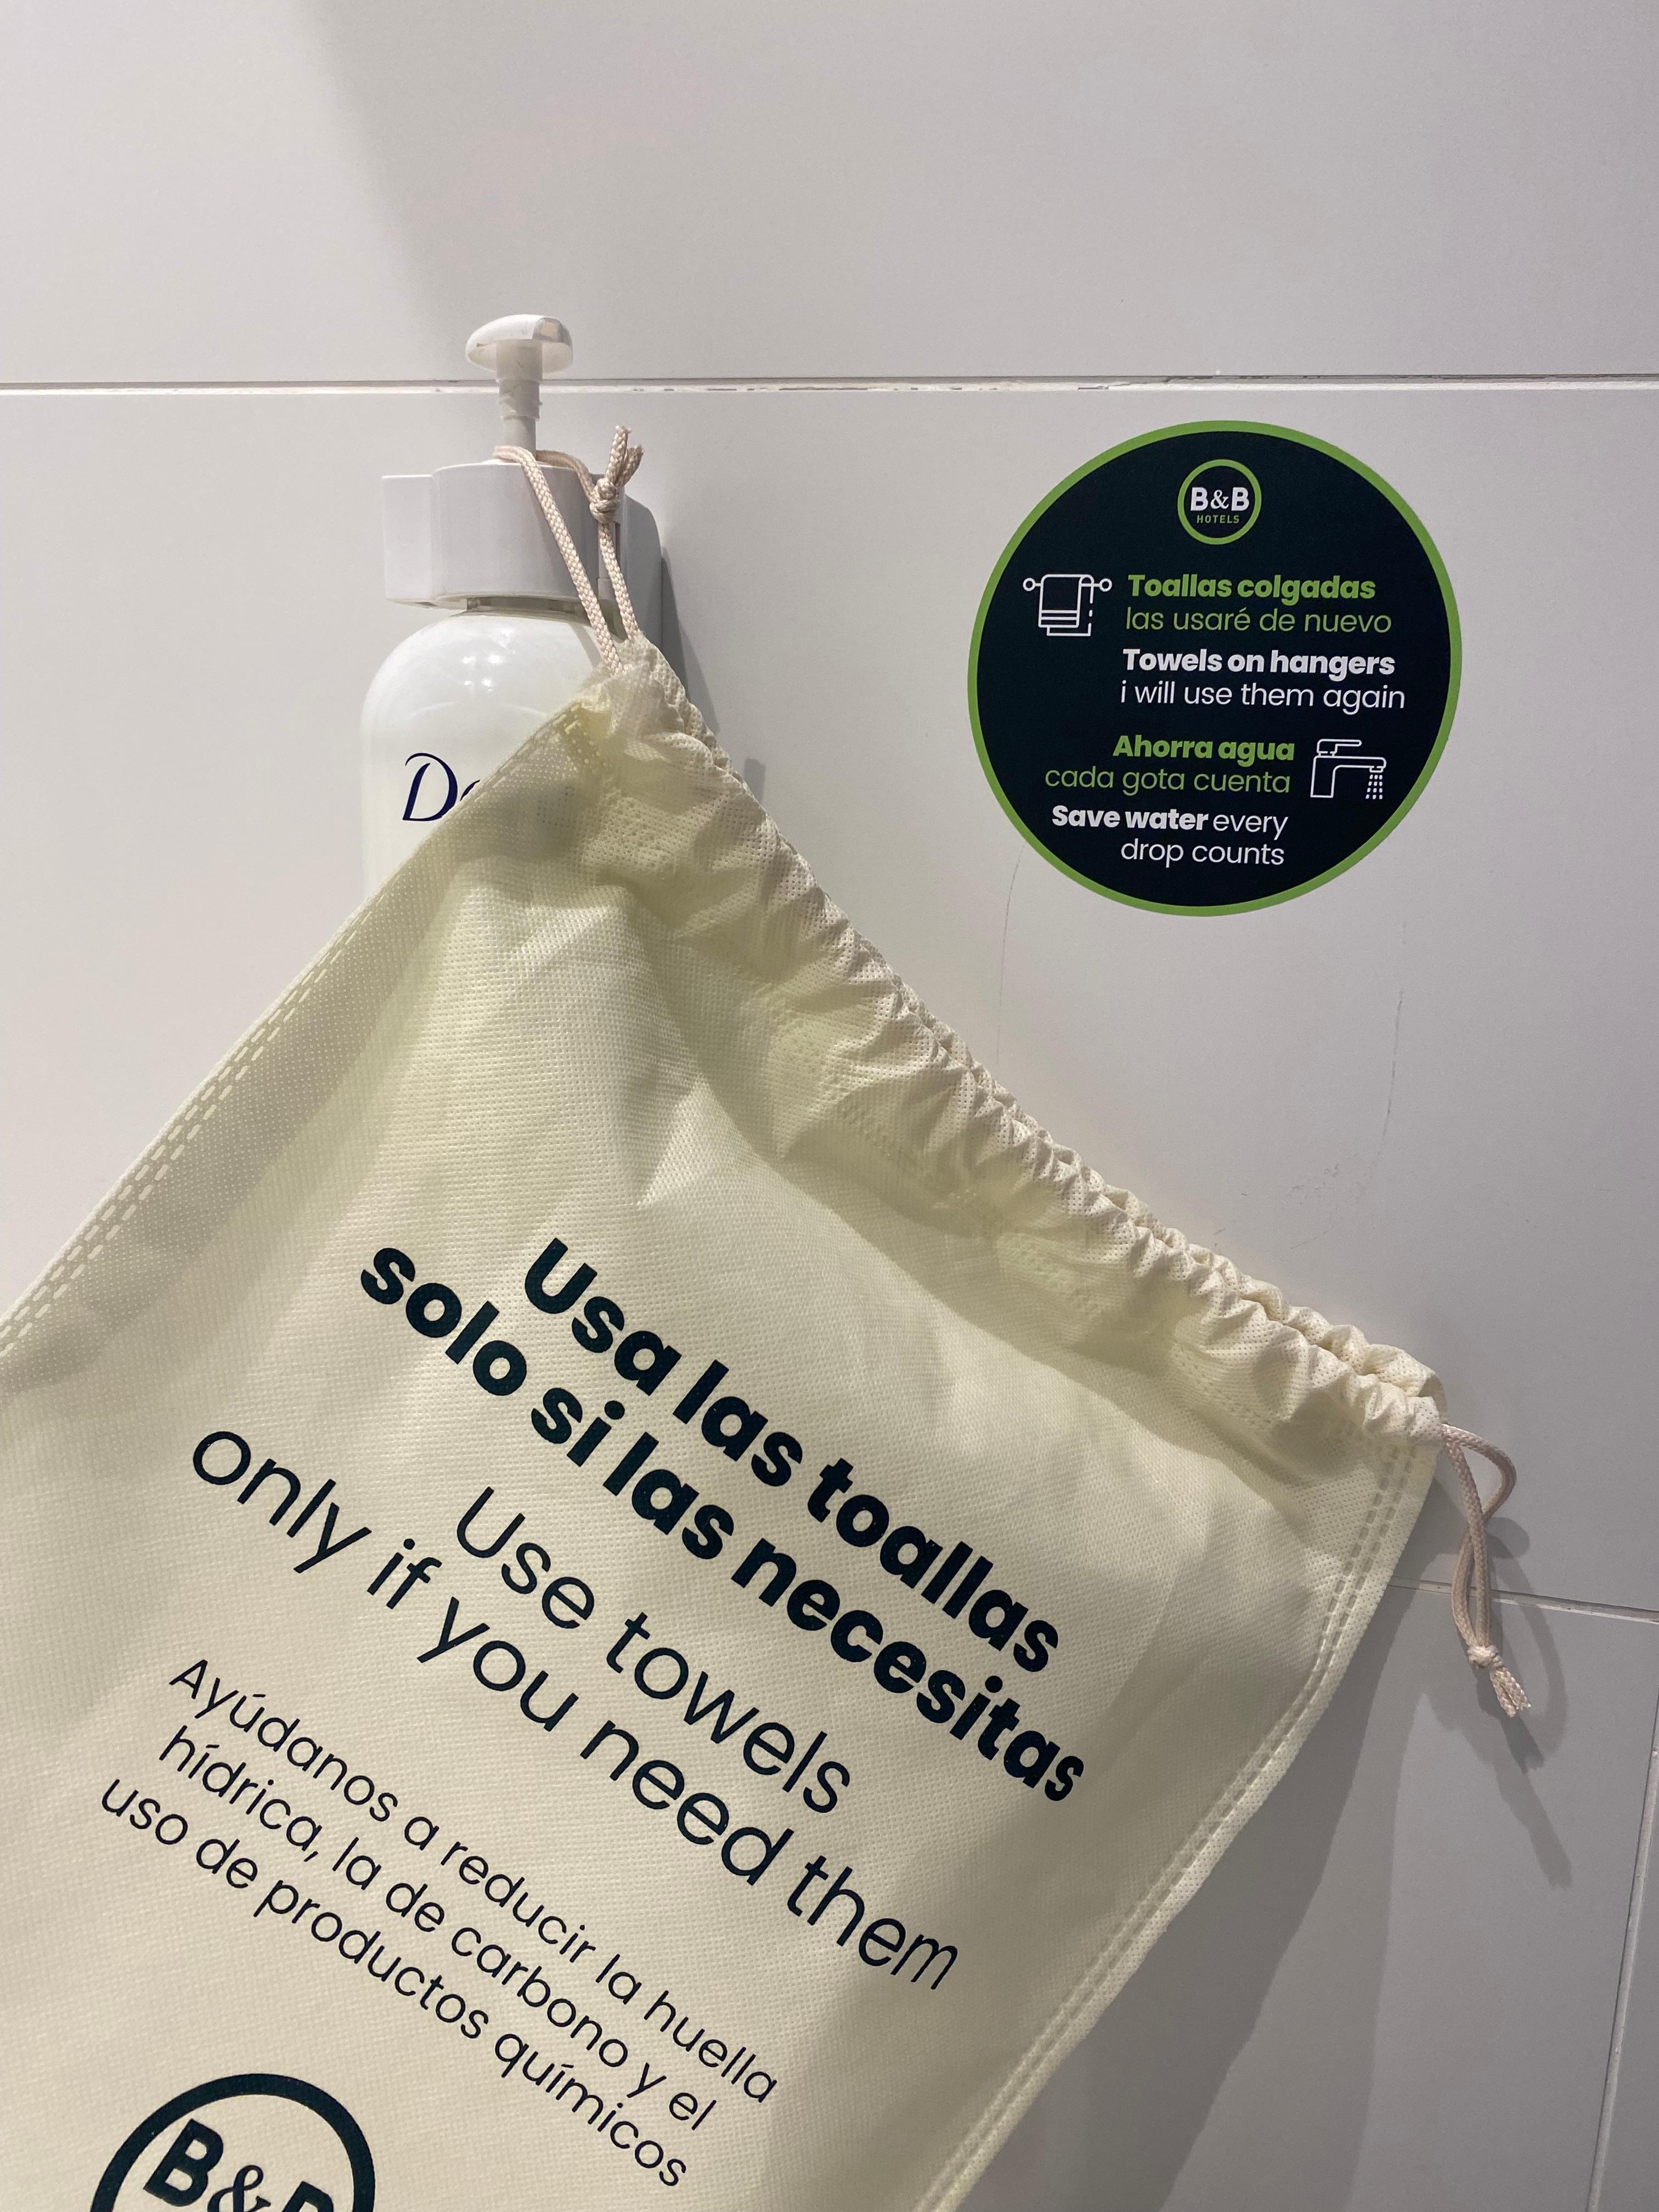 B&B
HOTELS
Toallas colgadas
las usaré de nuevo
Towels on hangers
i will use them again
Ahorra agua
cada gota cuenta
Save water every
drop counts
Usa las toallas
solo si las necesitas
Use towels
only if you need them
Ayúdanos a reducir la huella
hídrica, la de carbono y el
uso de productos químicos
B&B